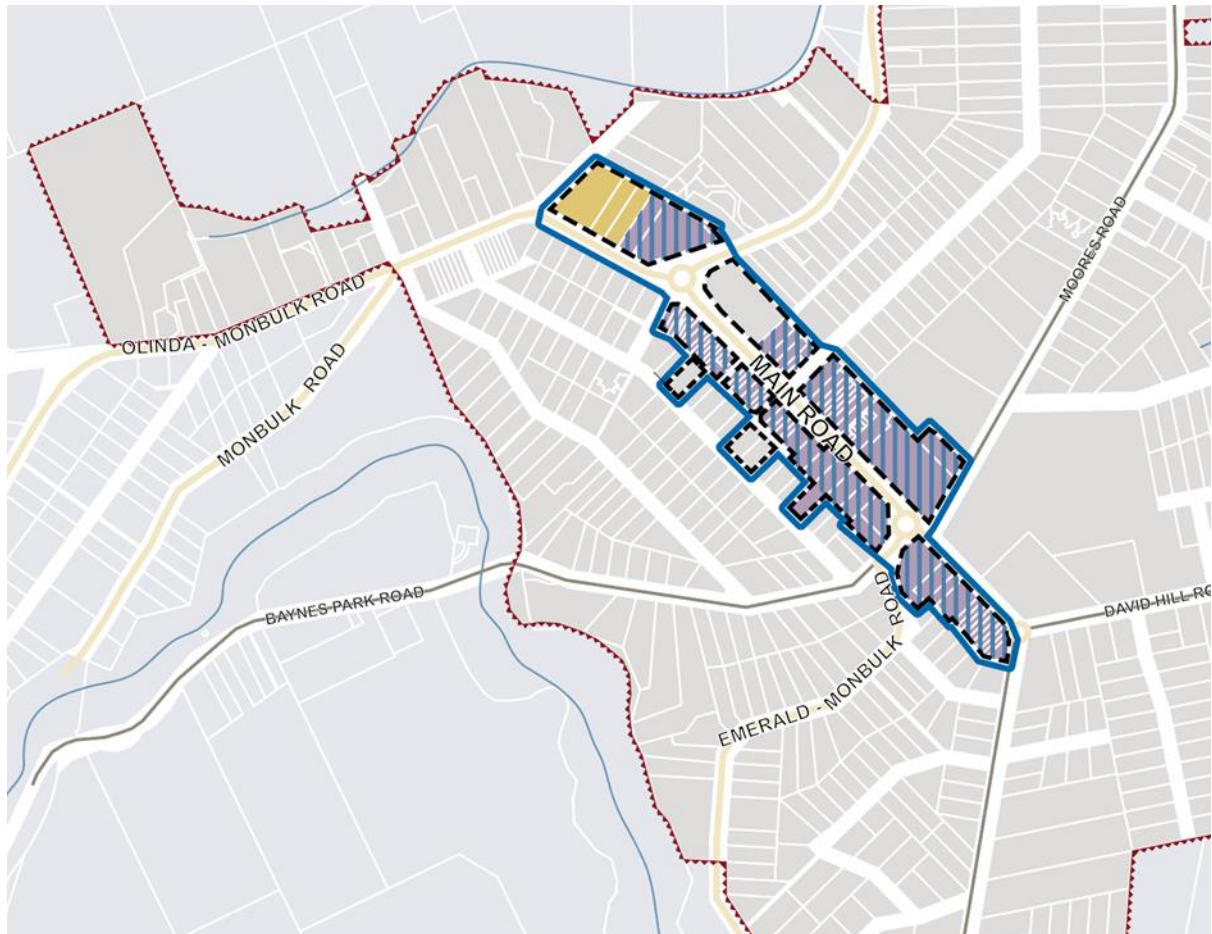 MOORES ROAD
OLINDA - MONBULK ROAD
MONBULK ROAD
MAIN ROAD
BAYNES PARK ROAD
EMERALD - MONBULK ROAD
DAVID HILL RO